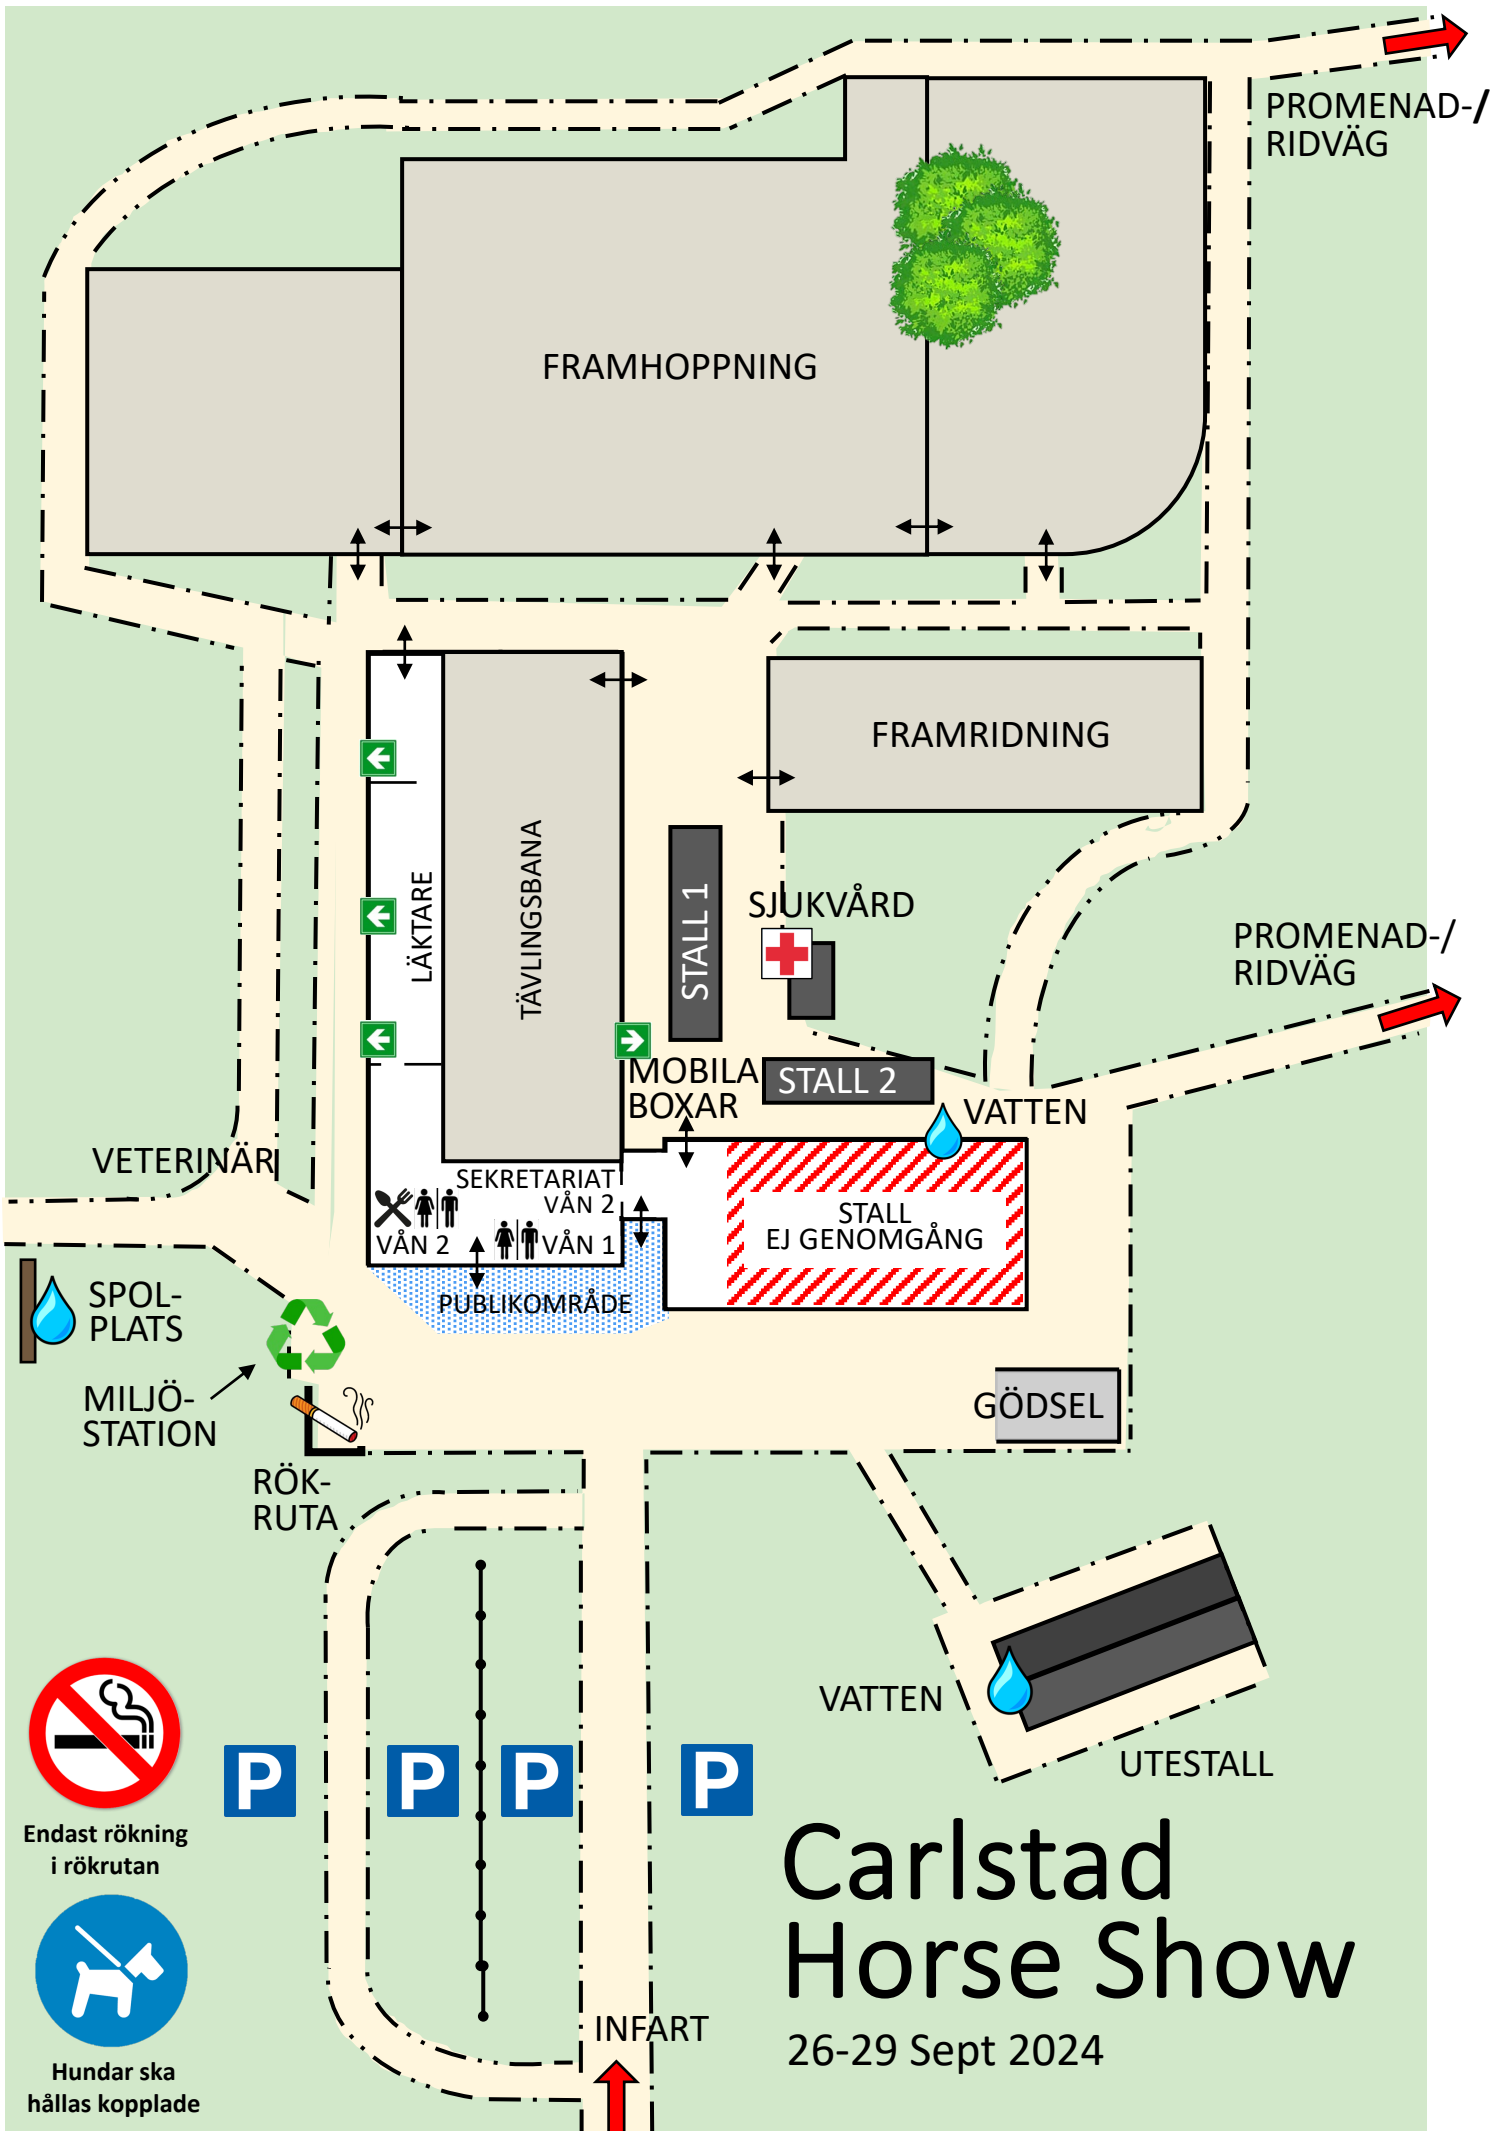 PROMENAD-/
RIDVÄG
FRAMHOPPNING
FRAMRIDNING
TÄVLINGSBANA
LÄKTARE
STALL 1
SJUKVÅRD
PROMENAD-/
RIDVÄG
MOBILA
BOXAR
STALL 2
VATTEN
VETERINÄR
SEKRETARIAT
VÅN 2
VÅN 2
VÅN 1
STALL
EJ GENOMGÅNG
PUBLIKOMRÅDE
SPOL-
PLATS
MILJÖ-
STATION
GÖDSEL
RÖK-
RUTA
VATTEN
UTESTALL
P
P
P
P
Endast rökning
i rökrutan
Hundar ska
hållas kopplade
INFART
Carlstad
Horse Show
26-29 Sept 2024